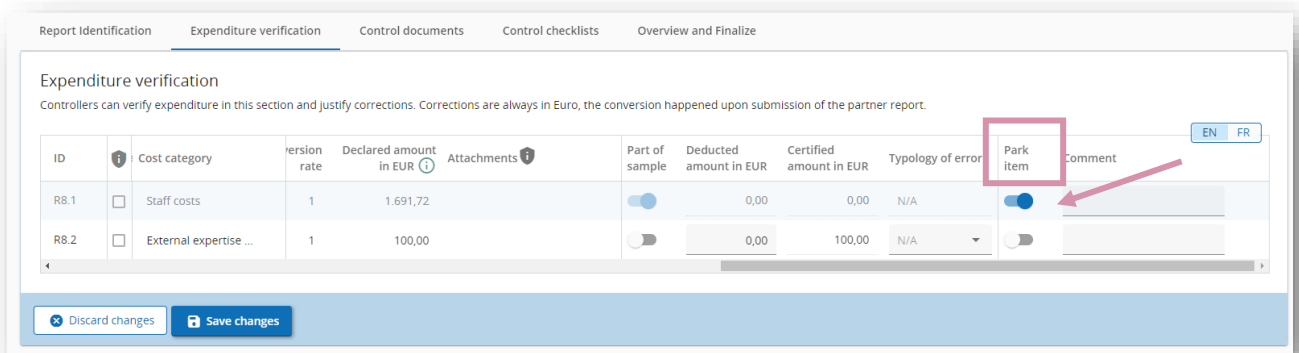 Report Identification Expenditure verification Control documents Control checklists Overview and Finalize
Expenditure verification
Controllers can verify expenditure in this section and justify corrections. Corrections are always in Euro, the conversion happened upon submission of the partner report.
EN FR
ID Cost category version rate Declared amount in EUR Attachments Part of sample Deducted amount in EUR Certified amount in EUR Typology of error Park item Comment
R8.1 Staff costs 1 1.691,72 0,00 0,00 N/A
R8.2 External expertise ... 1 100,00 0,00 100,00 N/A
Discard changes Save changes